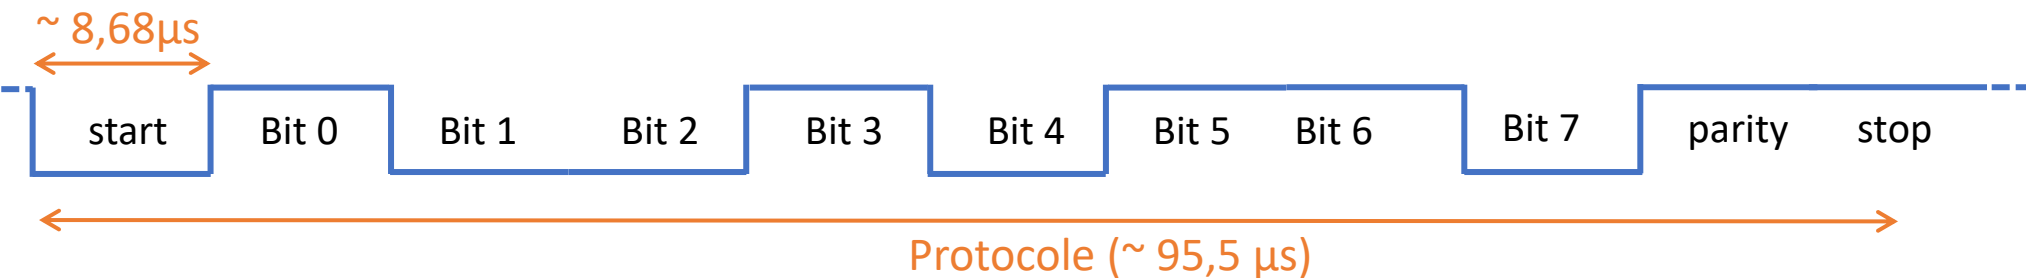 ~ 8,68µs
start Bit 0 Bit 1 Bit 2 Bit 3 Bit 4 Bit 5 Bit 6 Bit 7 parity stop
Protocole (~ 95,5 µs)